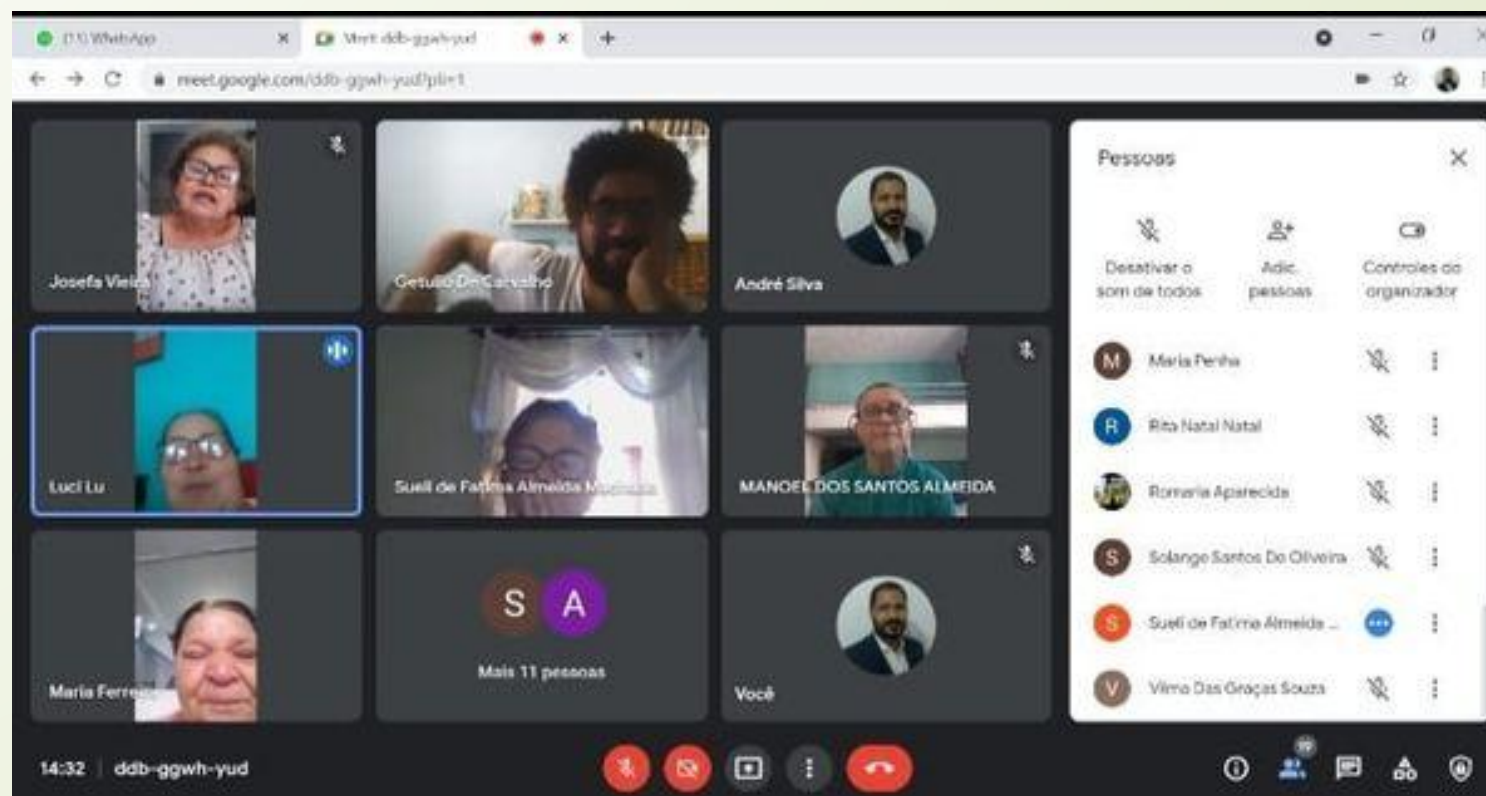 (11) WhatsApp
Meet: ddb-ggwh-yud
meet.google.com/ddb-ggwh-yud?pli=1
Josefa Vieira
Getulio De Carvalho
André Silva
Luci Lu
Sueli de Fatima Almeida
MANOEL DOS SANTOS ALMEIDA
Maria Ferreira
S A
Mais 11 pessoas
Você
Pessoas
Desativar o
som de todos
Adic.
pessoas
Controles do
organizador
M Maria Penha
R Rita Natal Natal
Romaria Aparecida
S Solange Santos De Oliveira
S Sueli de Fatima Almeida ...
V Vilma Das Graças Souza
14:32 | ddb-ggwh-yud
19